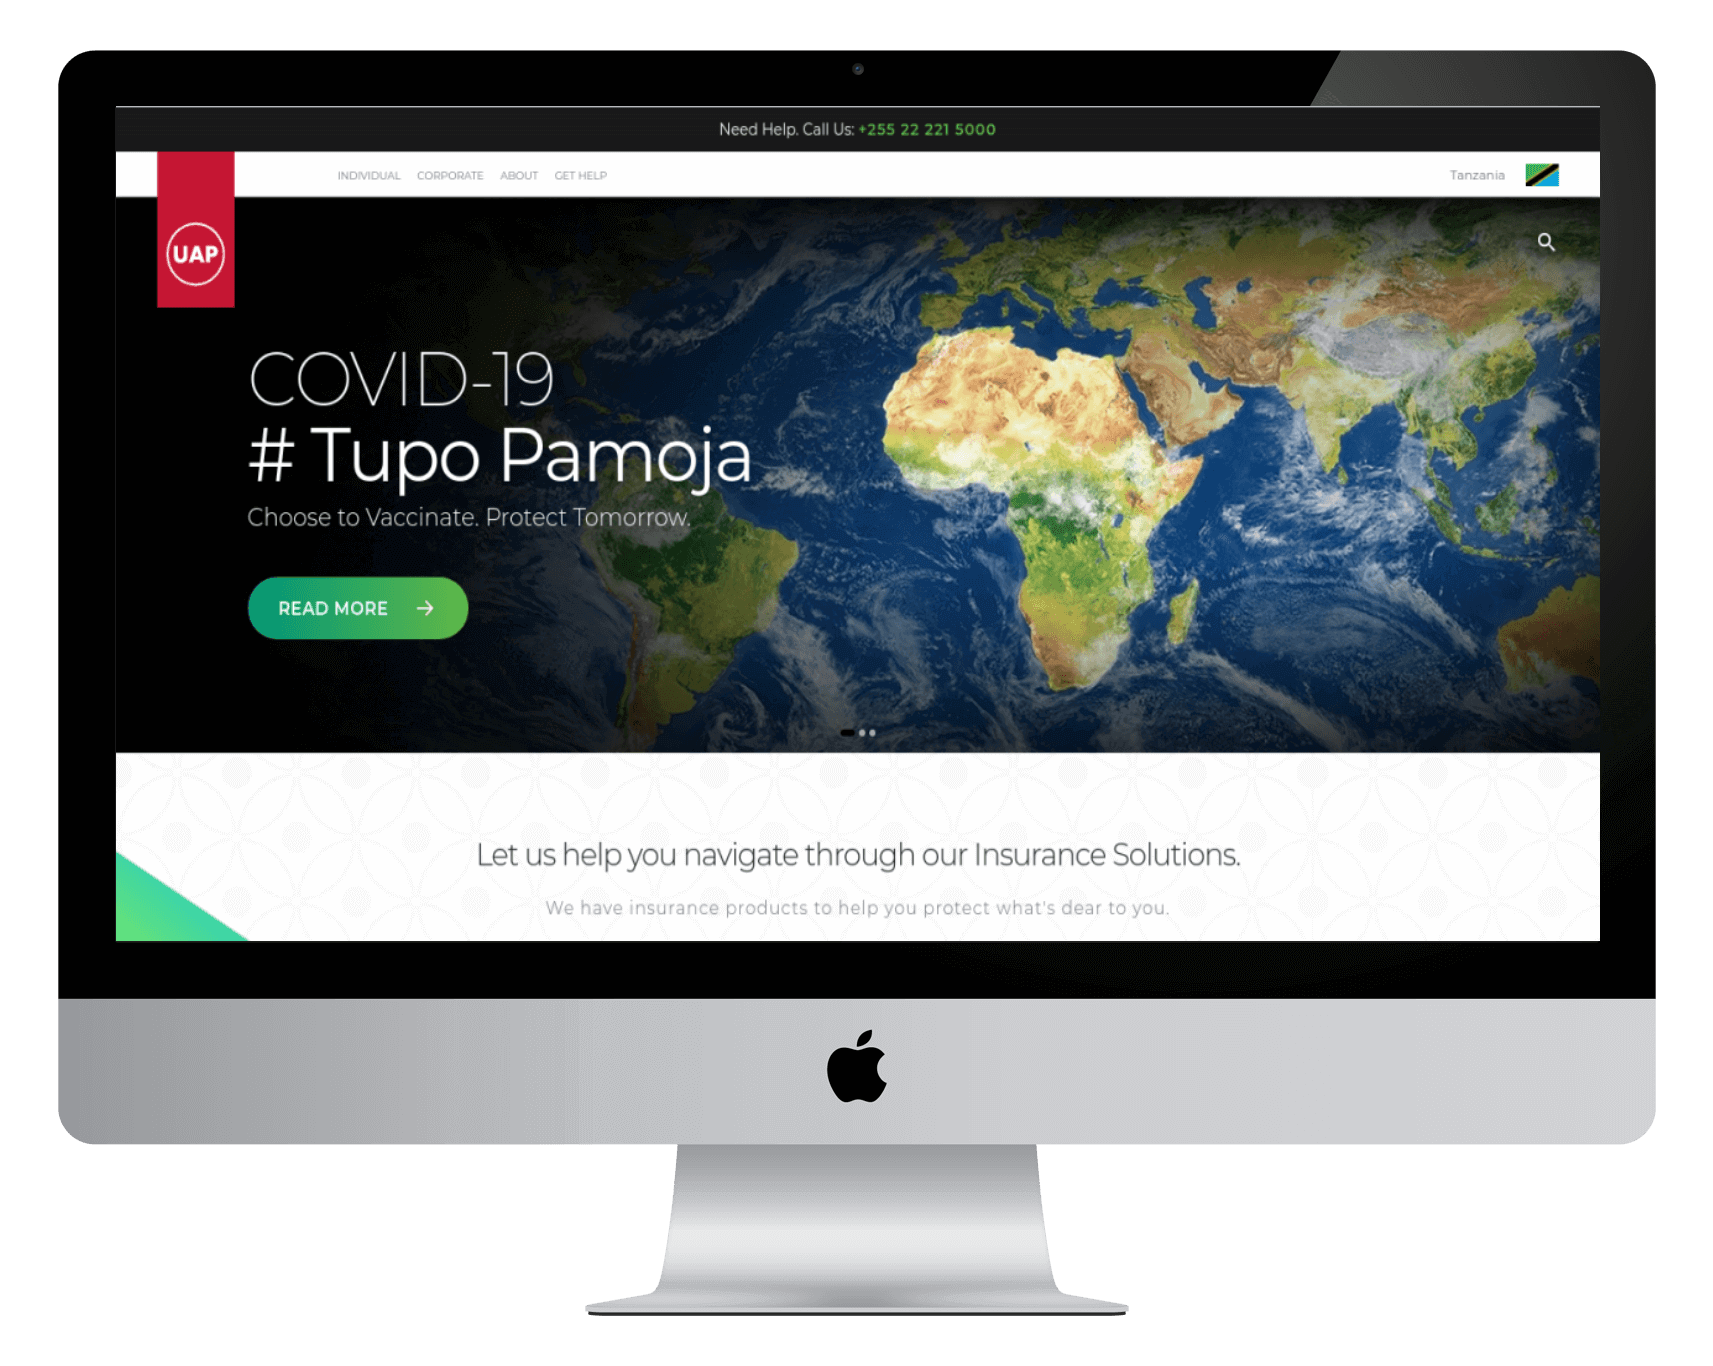 Need Help. Call Us: +255 22 221 5000
INDIVIDUAL CORPORATE ABOUT GET HELP
Tanzania
UAP
COVID-19
# Tupo Pamoja
Choose to Vaccinate. Protect Tomorrow.
READ MORE
Let us help you navigate through our Insurance Solutions.
We have insurance products to help you protect what's dear to you.